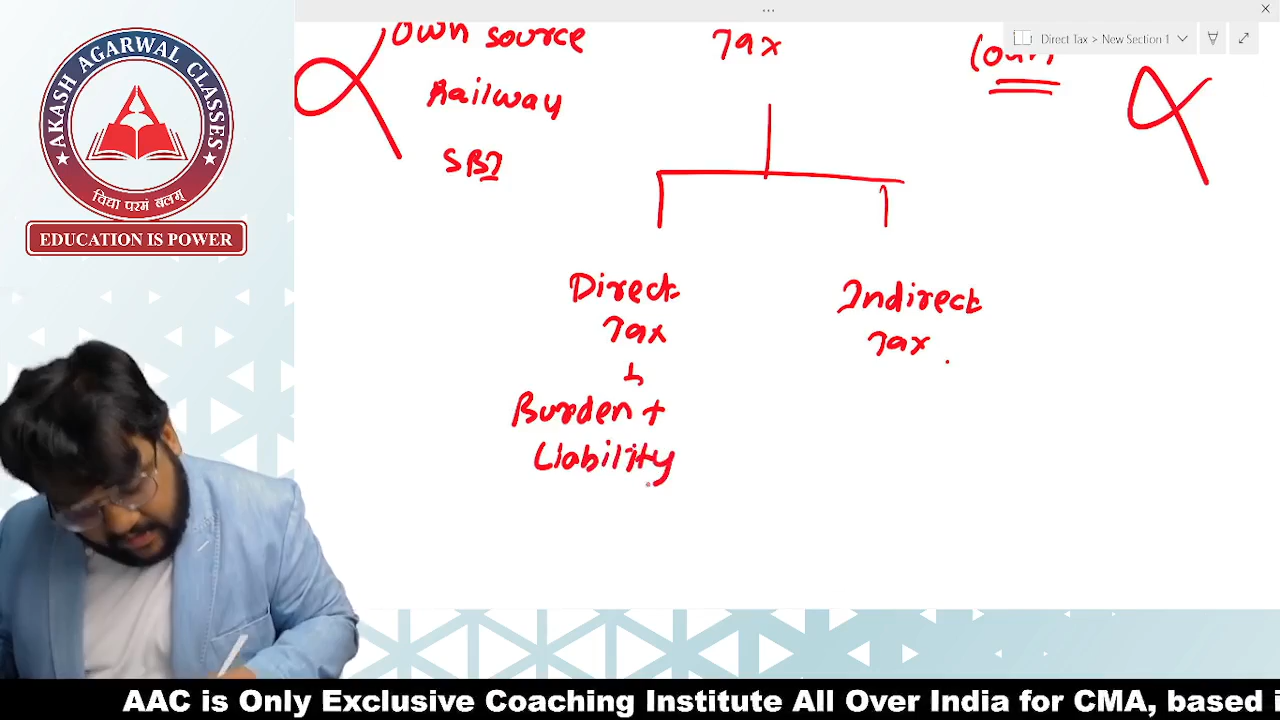 AKASH AGARWAL CLASSES
विद्या परमं बलम्
EDUCATION IS POWER
Direct Tax > New Section 1
Own source
Railway
SBI
Tax
Loan
Direct
Tax
Burden +
Liability
Indirect
Tax
AAC is Only Exclusive Coaching Institute All Over India for CMA, based i